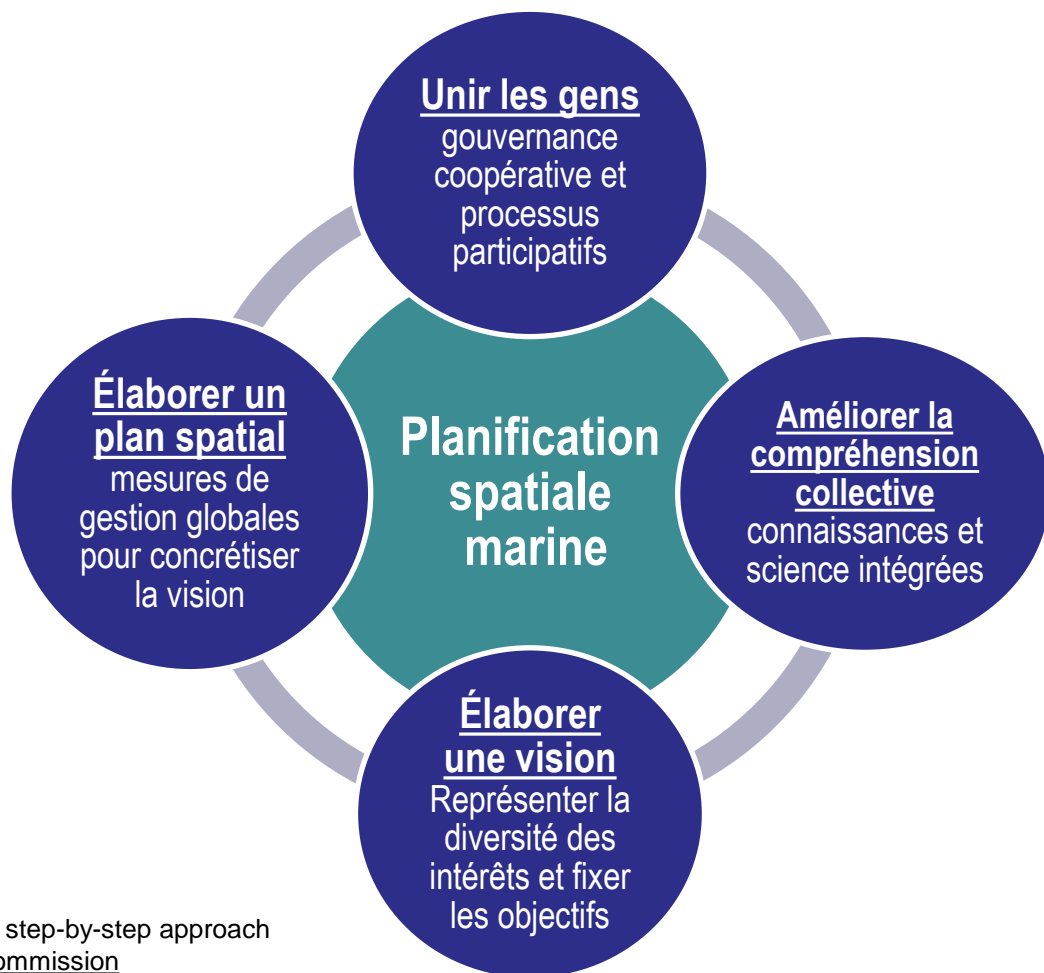 Unir les gens
gouvernance
coopérative et
processus
participatifs
Élaborer un
plan spatial
mesures de
gestion globales
pour concrétiser
la vision
Planification
spatiale
marine
Améliorer la
compréhension
collective
connaissances et
science intégrées
Élaborer
une vision
Représenter la
diversité des
intérêts et fixer
les objectifs
step-by-step approach